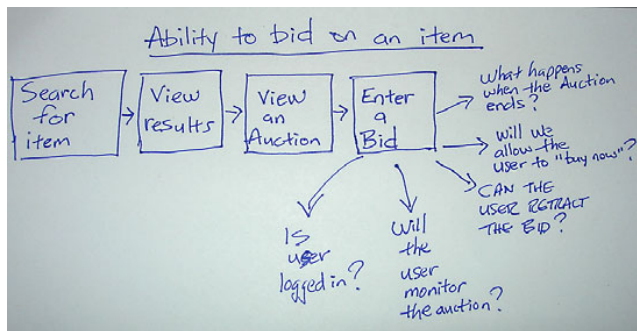 Ability to bid on an item
Search
for
item
View
results
View
an
Auction
Enter
a
Bid
What happens
when the Auction
ends?
Will we
allow the
user to "buy now"?
CAN THE
USER RETRACT
THE BID?
Is
user
logged in?
Will
the
user
monitor
the auction?